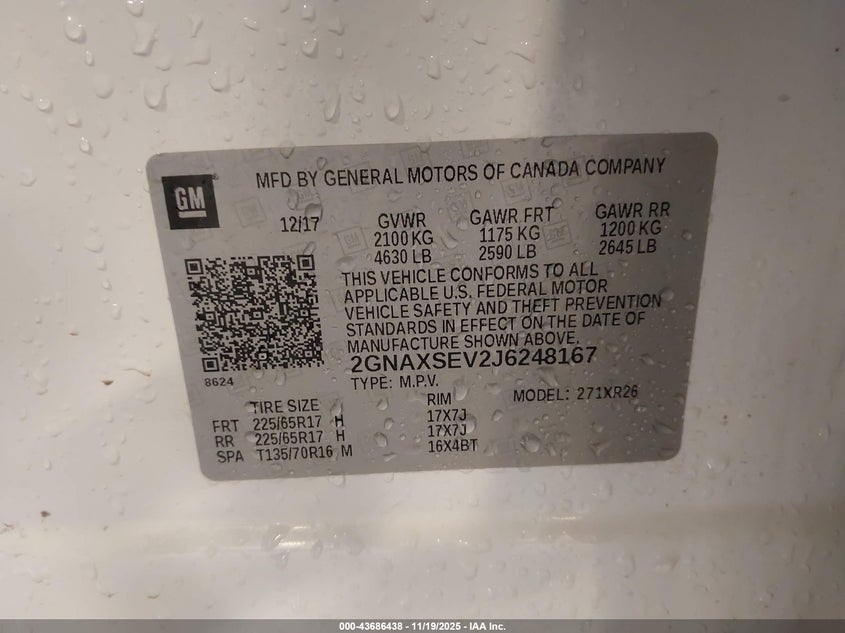 GM
MFD BY GENERAL MOTORS OF CANADA COMPANY
12/17 GVWR GAWR FRT GAWR RR
2100 KG 1175 KG 1200 KG
4630 LB 2590 LB 2645 LB
THIS VEHICLE CONFORMS TO ALL
APPLICABLE U.S. FEDERAL MOTOR
VEHICLE SAFETY AND THEFT PREVENTION
STANDARDS IN EFFECT ON THE DATE OF
MANUFACTURE SHOWN ABOVE.
2GNAXSEV2J6248167
8624
TYPE: M.P.V. MODEL: 271XR26
TIRE SIZE RIM
FRT 225/65R17 H 17X7J
RR 225/65R17 H 17X7J
SPA T135/70R16 M 16X4BT
000-43686438 - 11/19/2025 - IAA Inc.